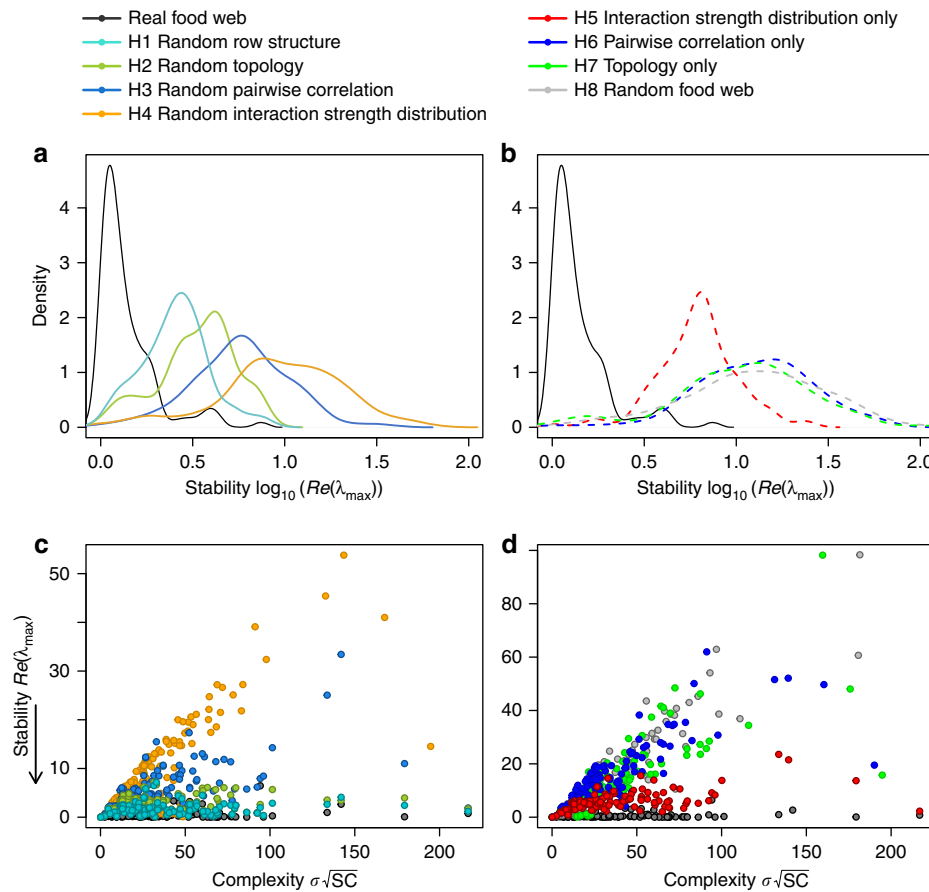 Real food web
H1 Random row structure
H2 Random topology
H3 Random pairwise correlation
H4 Random interaction strength distribution
H5 Interaction strength distribution only
H6 Pairwise correlation only
H7 Topology only
H8 Random food web
a
Density
4
3
2
1
0
0.0 0.5 1.0 1.5 2.0
Stability log10 (Re(λmax))
b
4
3
2
1
0
0.0 0.5 1.0 1.5 2.0
Stability log10 (Re(λmax))
c
Stability Re(λmax)
50
30
10
0
0 50 100 150 200
Complexity σ√SC
d
80
60
40
20
0
0 50 100 150 200
Complexity σ√SC